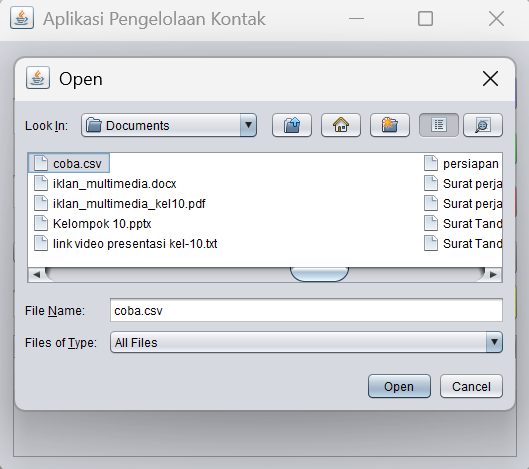 Aplikasi Pengelolaan Kontak
Open
Look In: Documents
coba.csv
iklan_multimedia.docx
iklan_multimedia_kel10.pdf
Kelompok 10.pptx
link video presentasi kel-10.txt
persiapan
Surat perja
Surat perja
Surat Tand
Surat Tand
File Name: coba.csv
Files of Type: All Files
Open Cancel